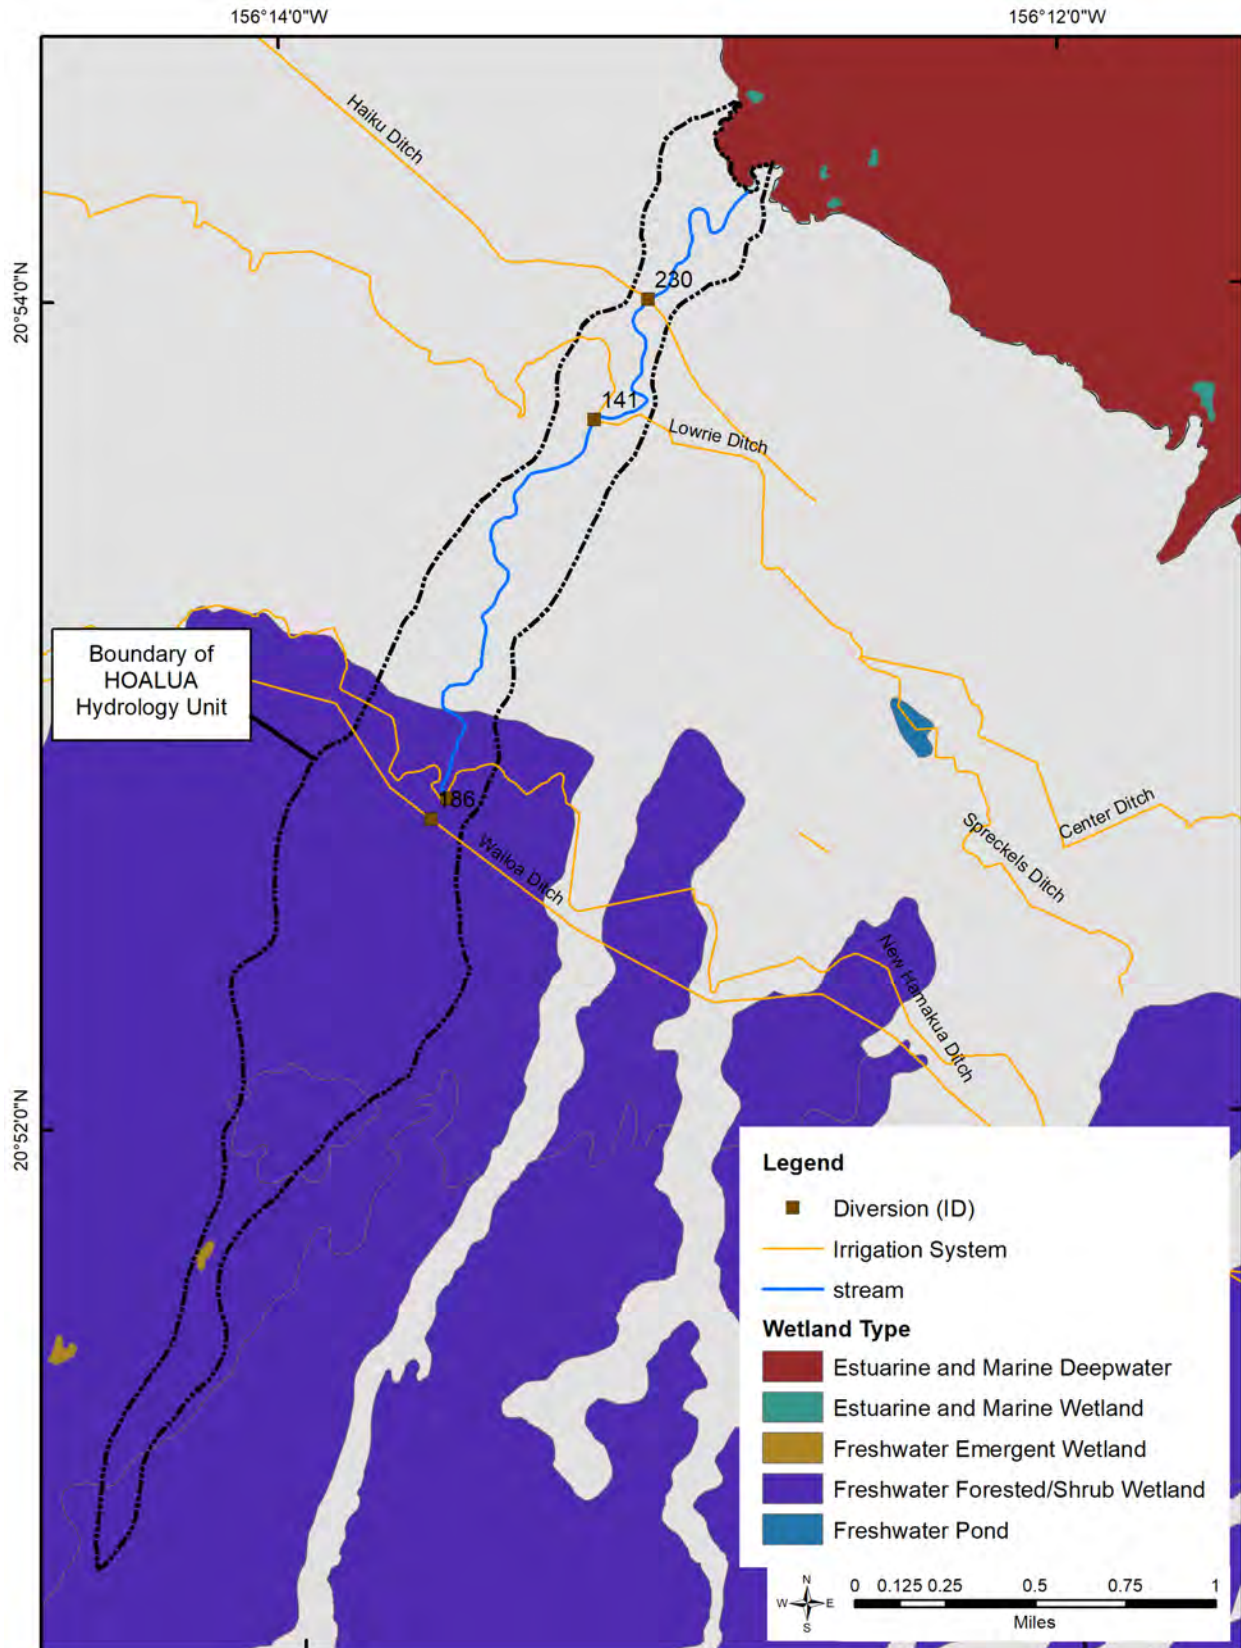 156°14'0"W
156°12'0"W
Haiku Ditch
20°54'0"N
230
141
Lowrie Ditch
Boundary of
HOALUA
Hydrology Unit
186
Wailoa Ditch
Center Ditch
Spreckels Ditch
New Hamakua Ditch
20°52'0"N
Legend
Diversion (ID)
Irrigation System
stream
Wetland Type
Estuarine and Marine Deepwater
Estuarine and Marine Wetland
Freshwater Emergent Wetland
Freshwater Forested/Shrub Wetland
Freshwater Pond
N
W E
S
0 0.125 0.25 0.5 0.75 1
Miles